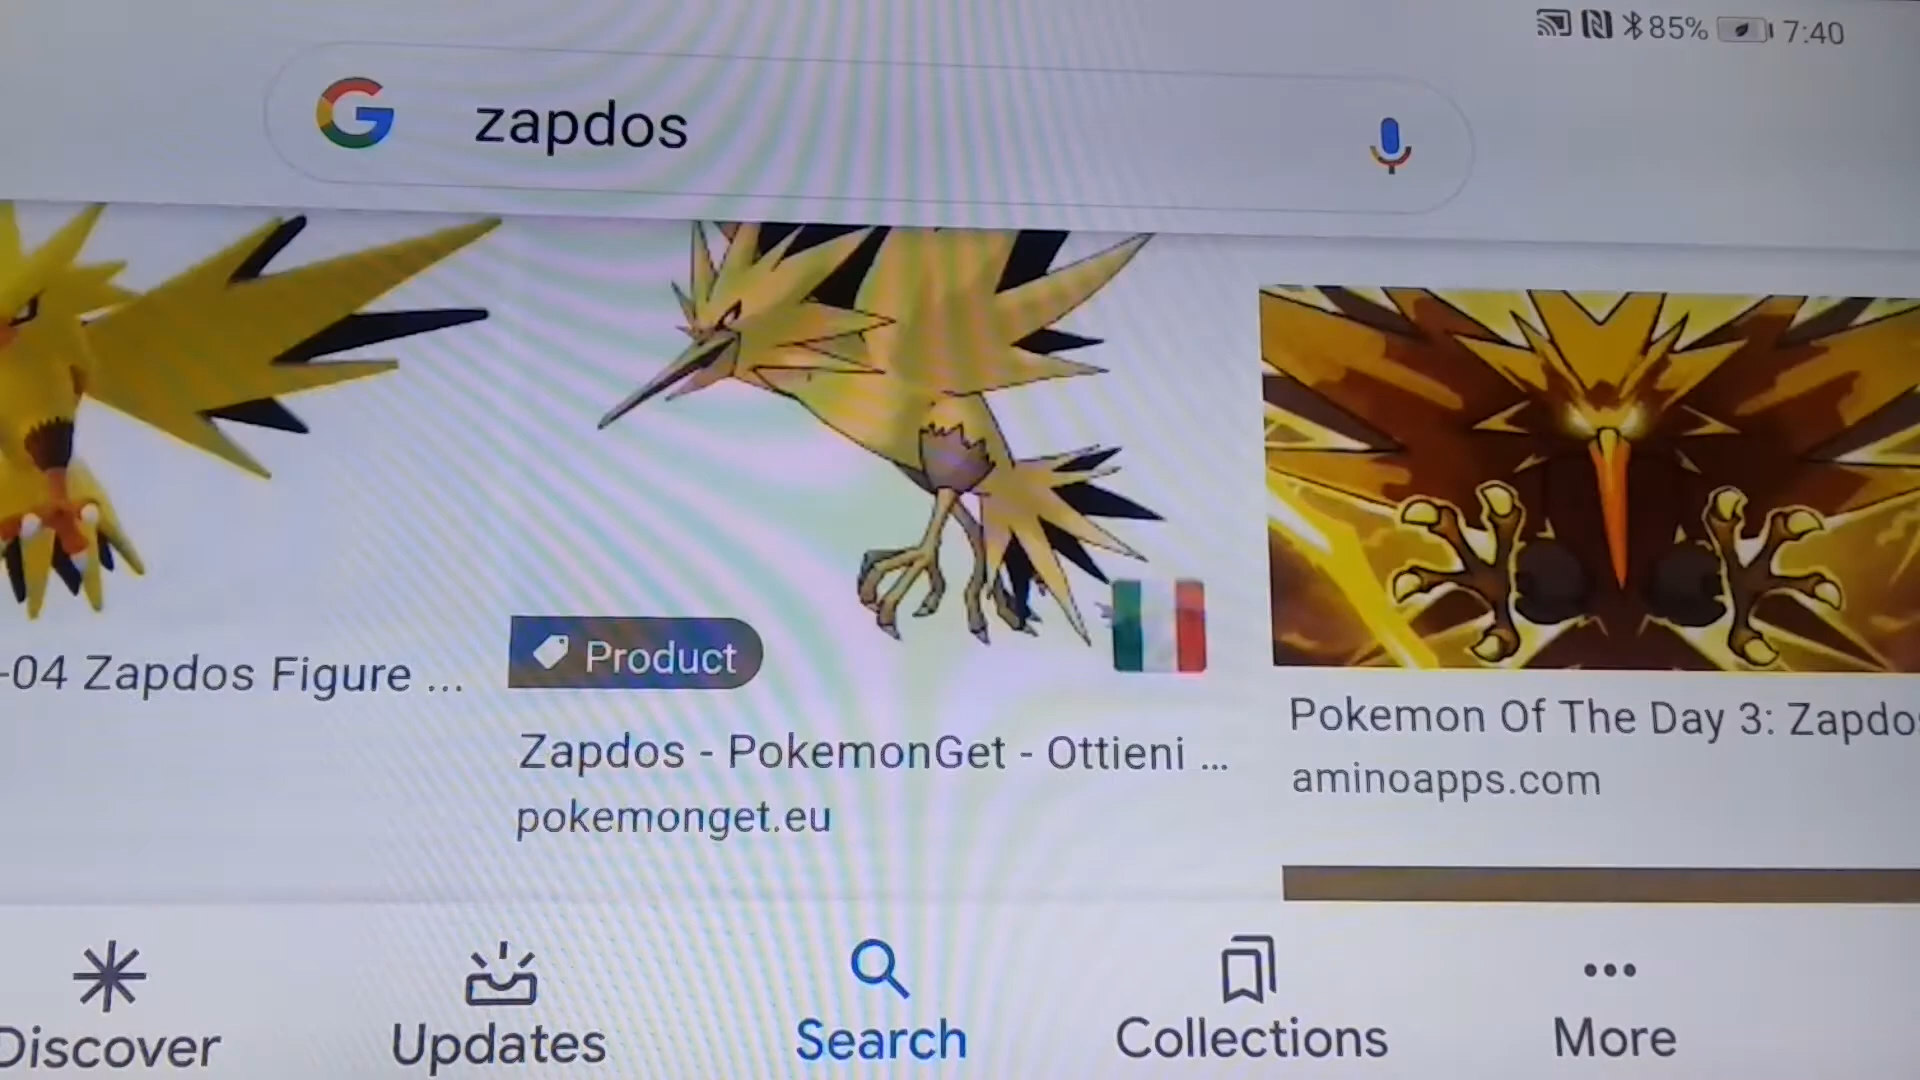 85% 7:40
zapdos
-04 Zapdos Figure ...
Product
Zapdos - PokemonGet - Ottieni ...
pokemonget.eu
Pokemon Of The Day 3: Zapdo
aminoapps.com
Discover
Updates
Search
Collections
More